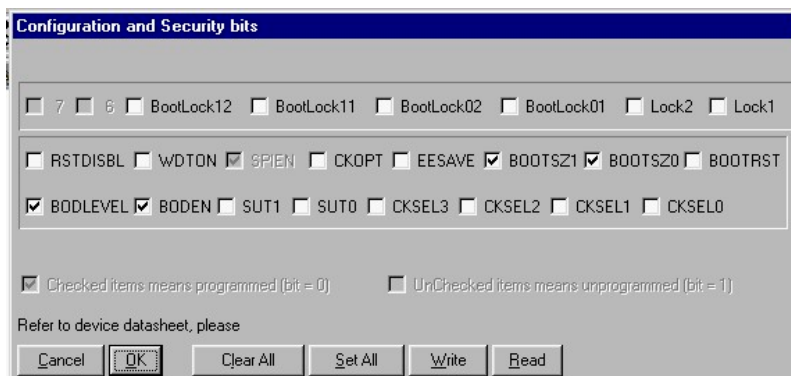 Configuration and Security bits
7 6 BootLock12 BootLock11 BootLock02 BootLock01 Lock2 Lock1
RSTDISBL WDTON SPIEN CKOPT EESAVE BOOTSZ1 BOOTSZ0 BOOTRST
BODLEVEL BODEN SUT1 SUT0 CKSEL3 CKSEL2 CKSEL1 CKSEL0
Checked items means programmed (bit = 0) UnChecked items means unprogrammed (bit = 1)
Refer to device datasheet, please
Cancel OK Clear All Set All Write Read